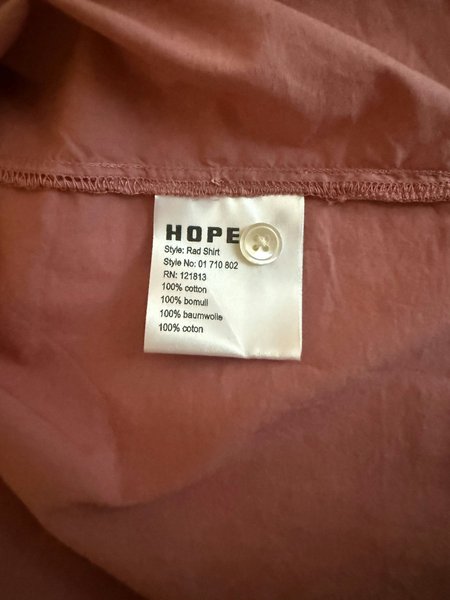 HOPE
Style: Rad Shirt
Style No: 01 710 802
RN: 121813
100% cotton
100% bomull
100% baumwolle
100% coton